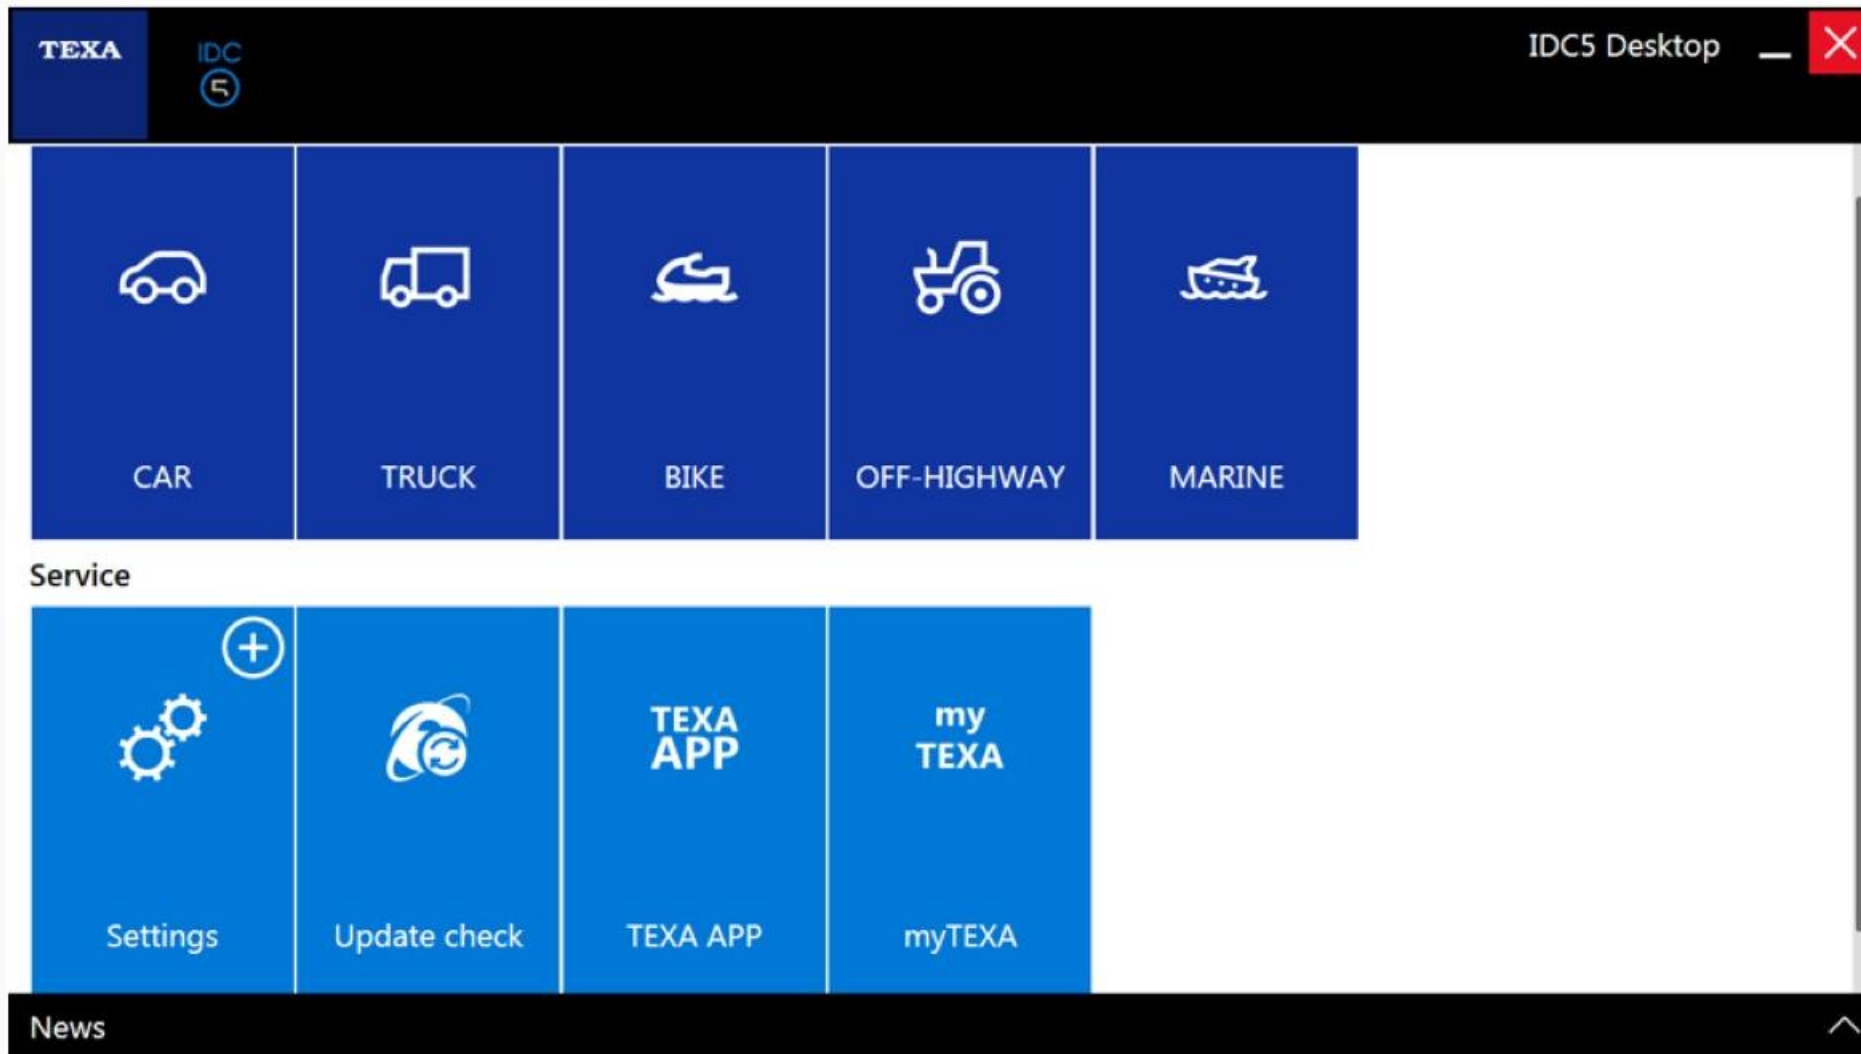 TEXA
IDC
5
IDC5 Desktop
CAR
TRUCK
BIKE
OFF-HIGHWAY
MARINE
Service
TEXA
APP
my
TEXA
Settings
Update check
TEXA APP
myTEXA
News